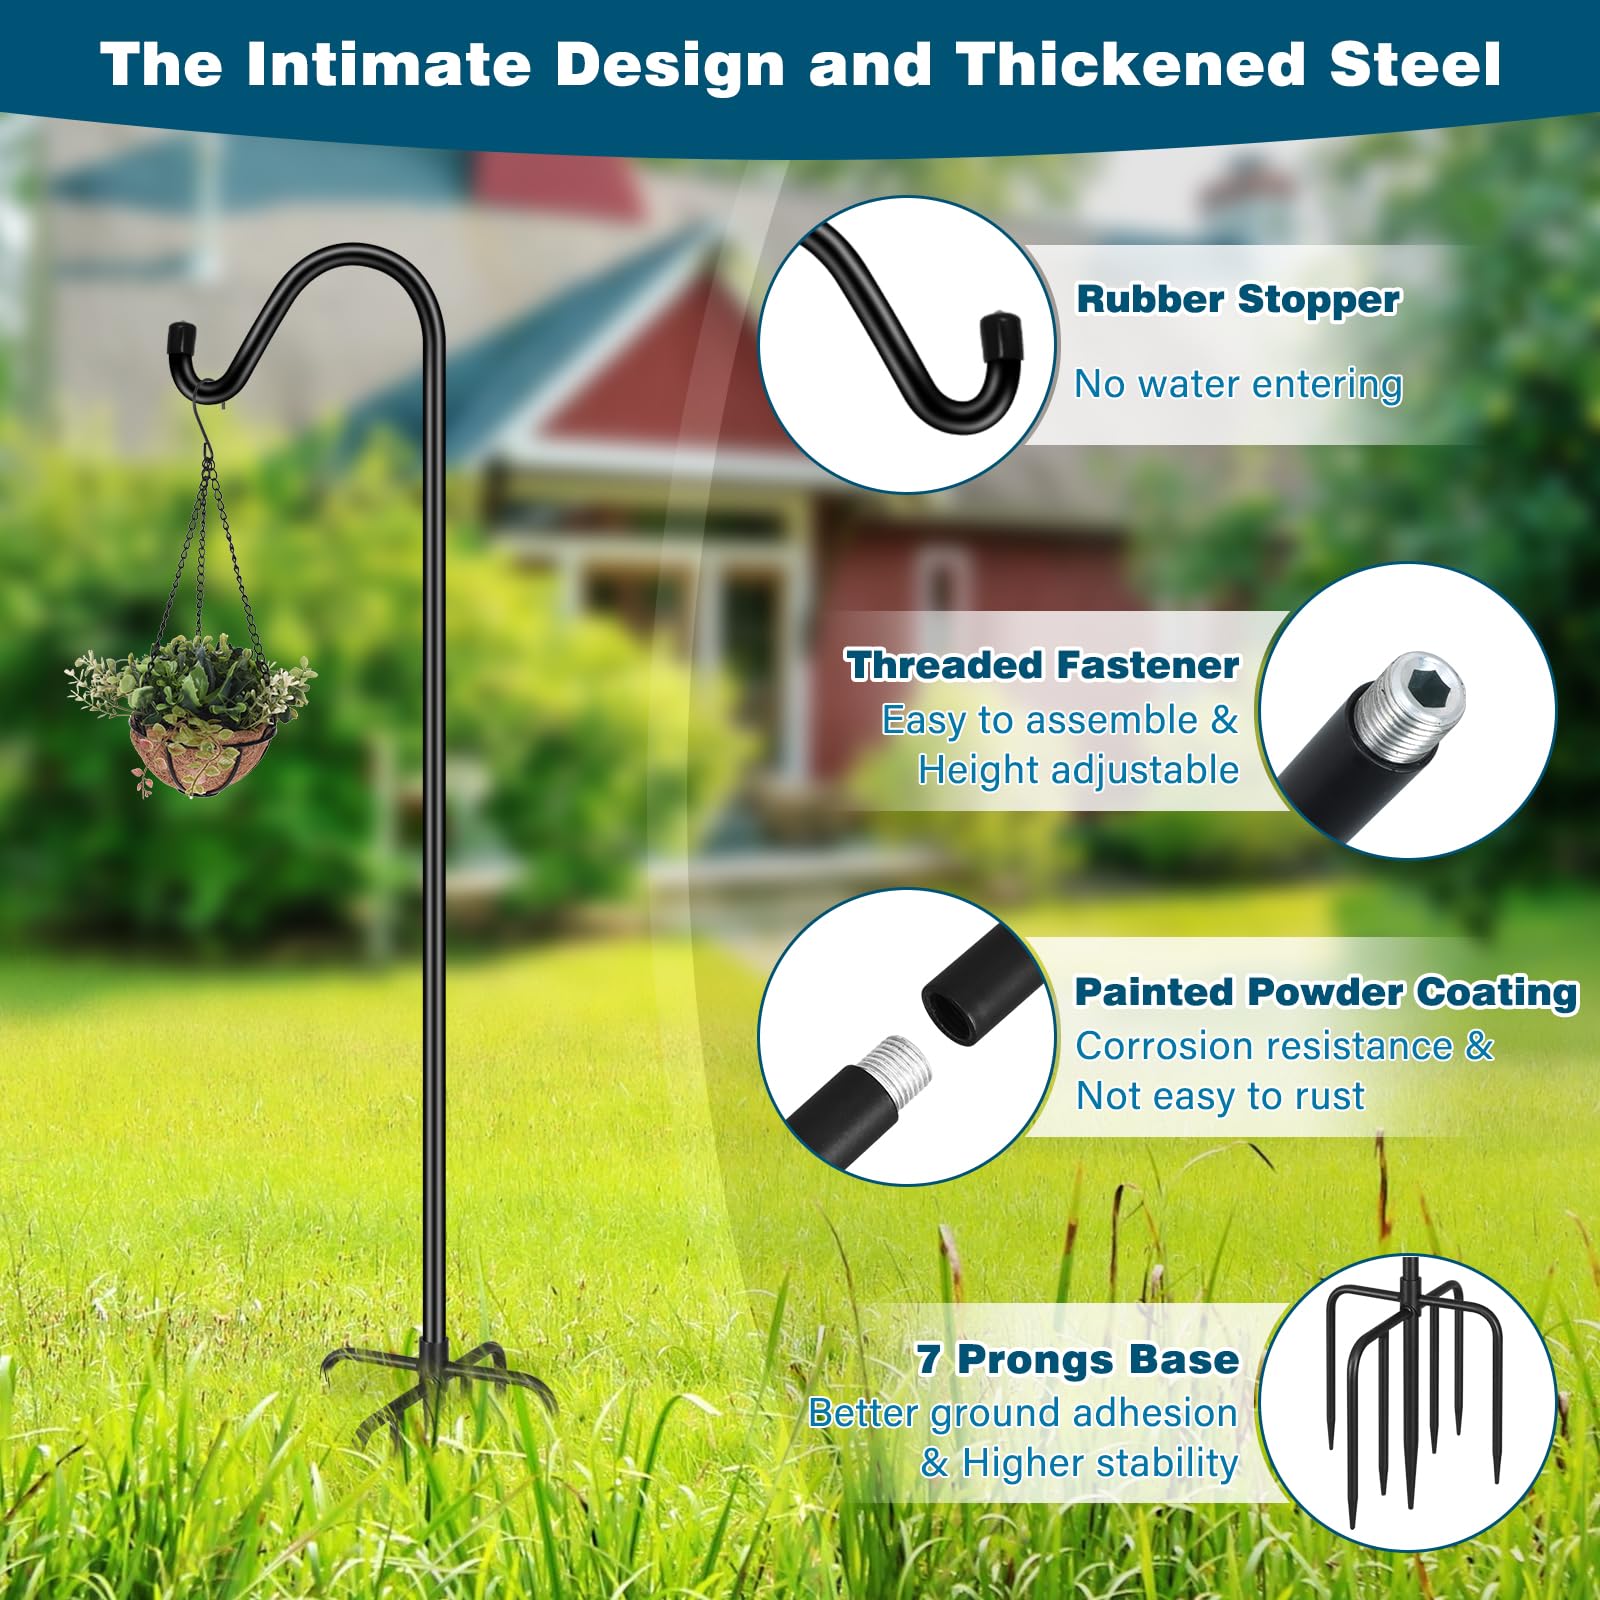 The Intimate Design and Thickened Steel
Rubber Stopper
No water entering
Threaded Fastener
Easy to assemble &
Height adjustable
Painted Powder Coating
Corrosion resistance &
Not easy to rust
7 Prongs Base
Better ground adhesion
& Higher stability